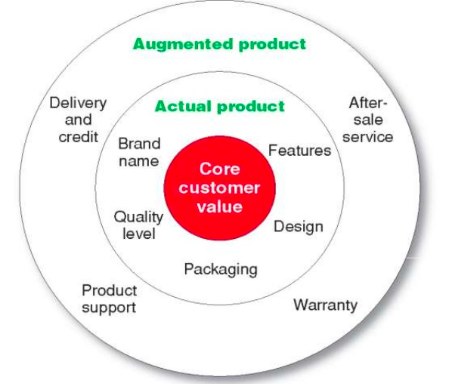 Augmented product
Delivery
and
credit
After-
sale
service
Actual product
Brand
name
Features
Core
customer
value
Quality
level
Design
Packaging
Product
support
Warranty